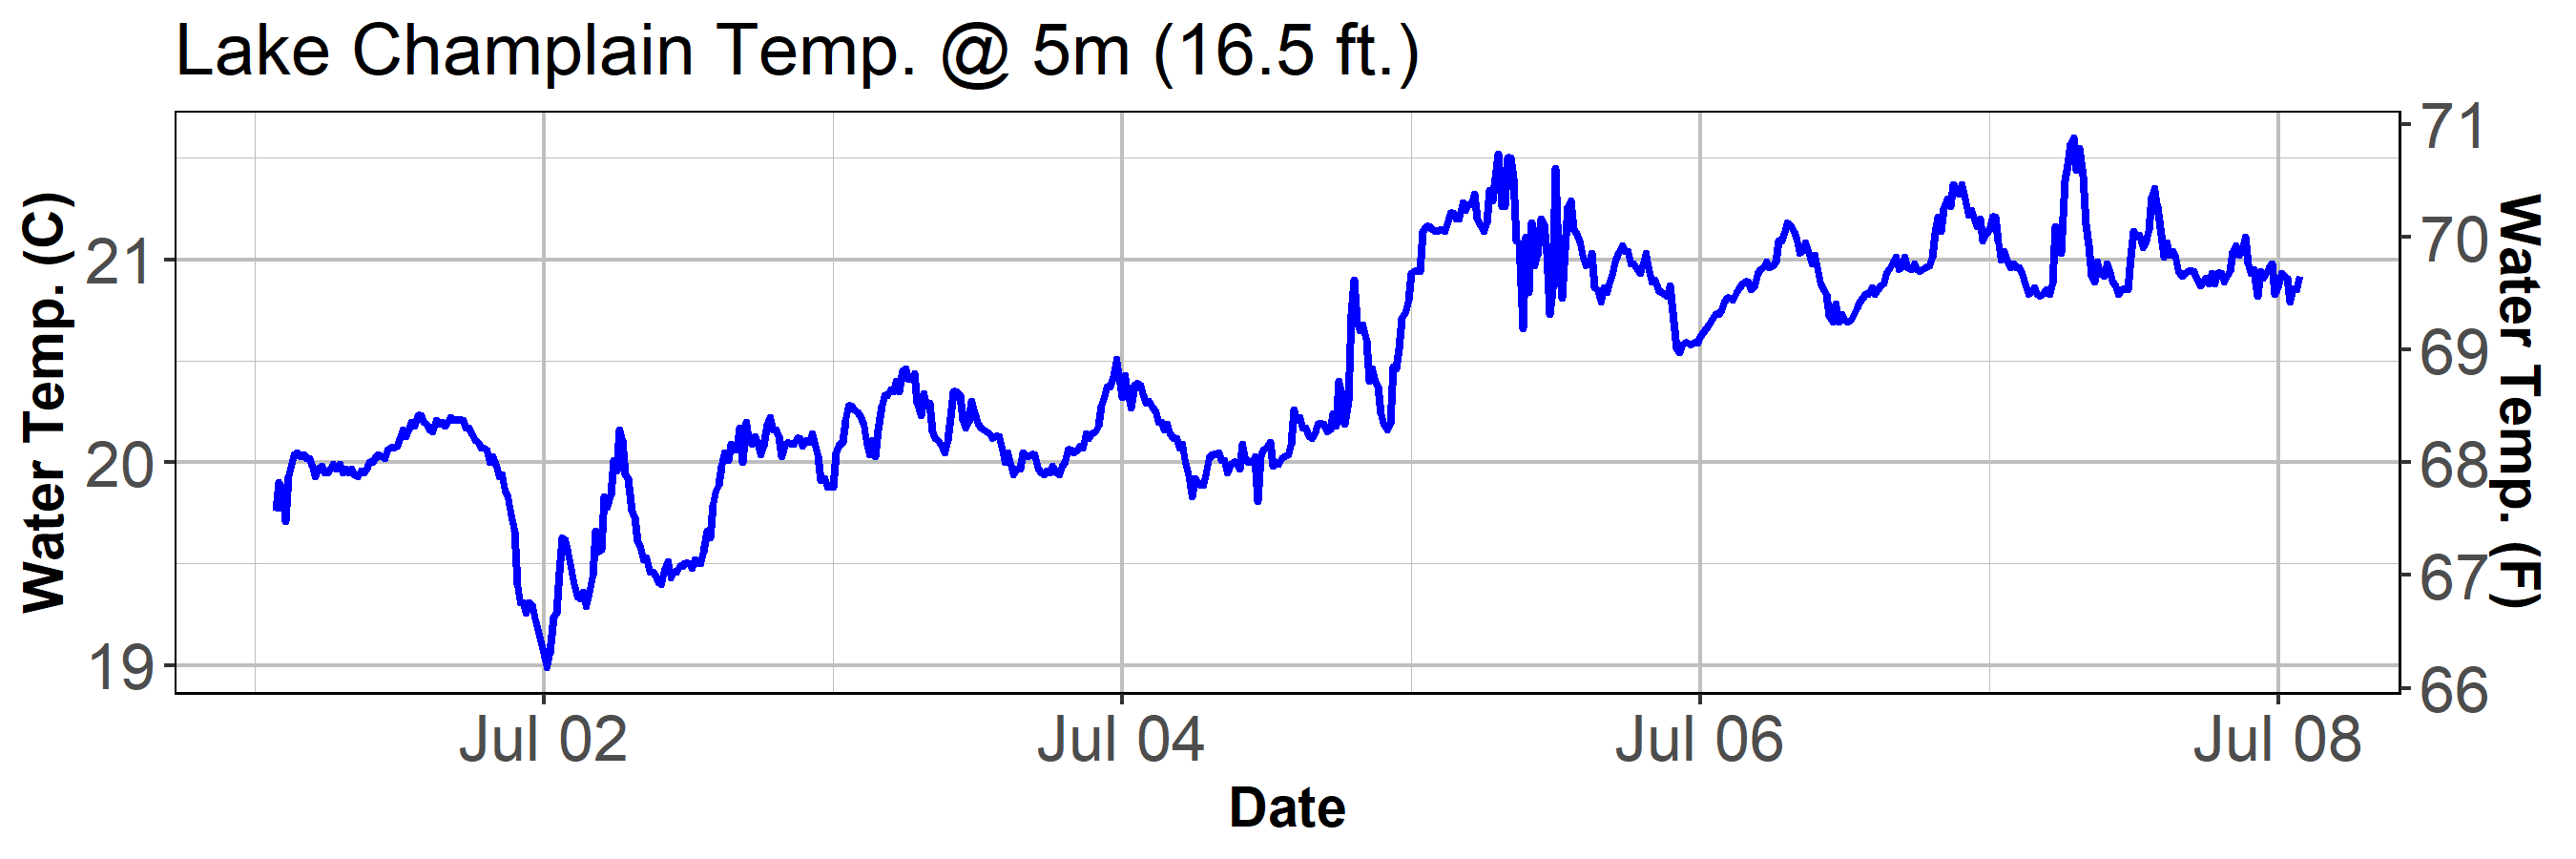 Lake Champlain Temp. @ 5m (16.5 ft.)
Water Temp. (C)
21
20
19
71
70
69
68
67
66
Water Temp. (F)
Jul 02 Jul 04 Jul 06 Jul 08
Date